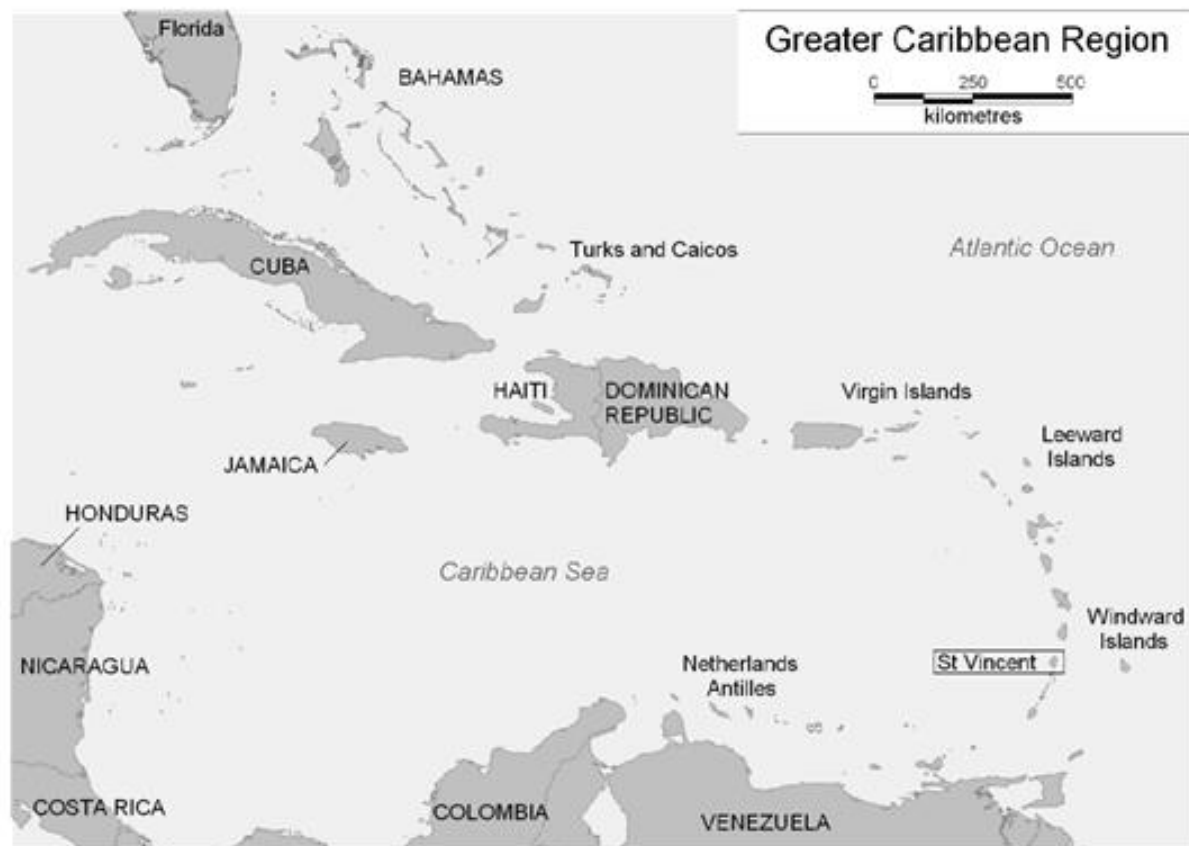 Florida
Greater Caribbean Region
0 250 500
kilometres
BAHAMAS
Turks and Caicos
Atlantic Ocean
CUBA
HAITI
DOMINICAN
REPUBLIC
Virgin Islands
Leeward
Islands
JAMAICA
HONDURAS
Caribbean Sea
Windward
Islands
NICARAGUA
St Vincent
Netherlands
Antilles
COSTA RICA
COLOMBIA
VENEZUELA